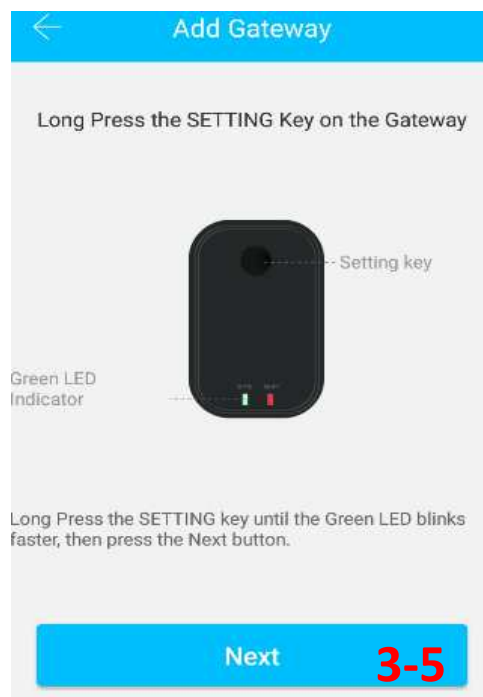 Add Gateway
Long Press the SETTING Key on the Gateway
Setting key
Green LED
Indicator
Long Press the SETTING key until the Green LED blinks
faster, then press the Next button.
Next
3-5